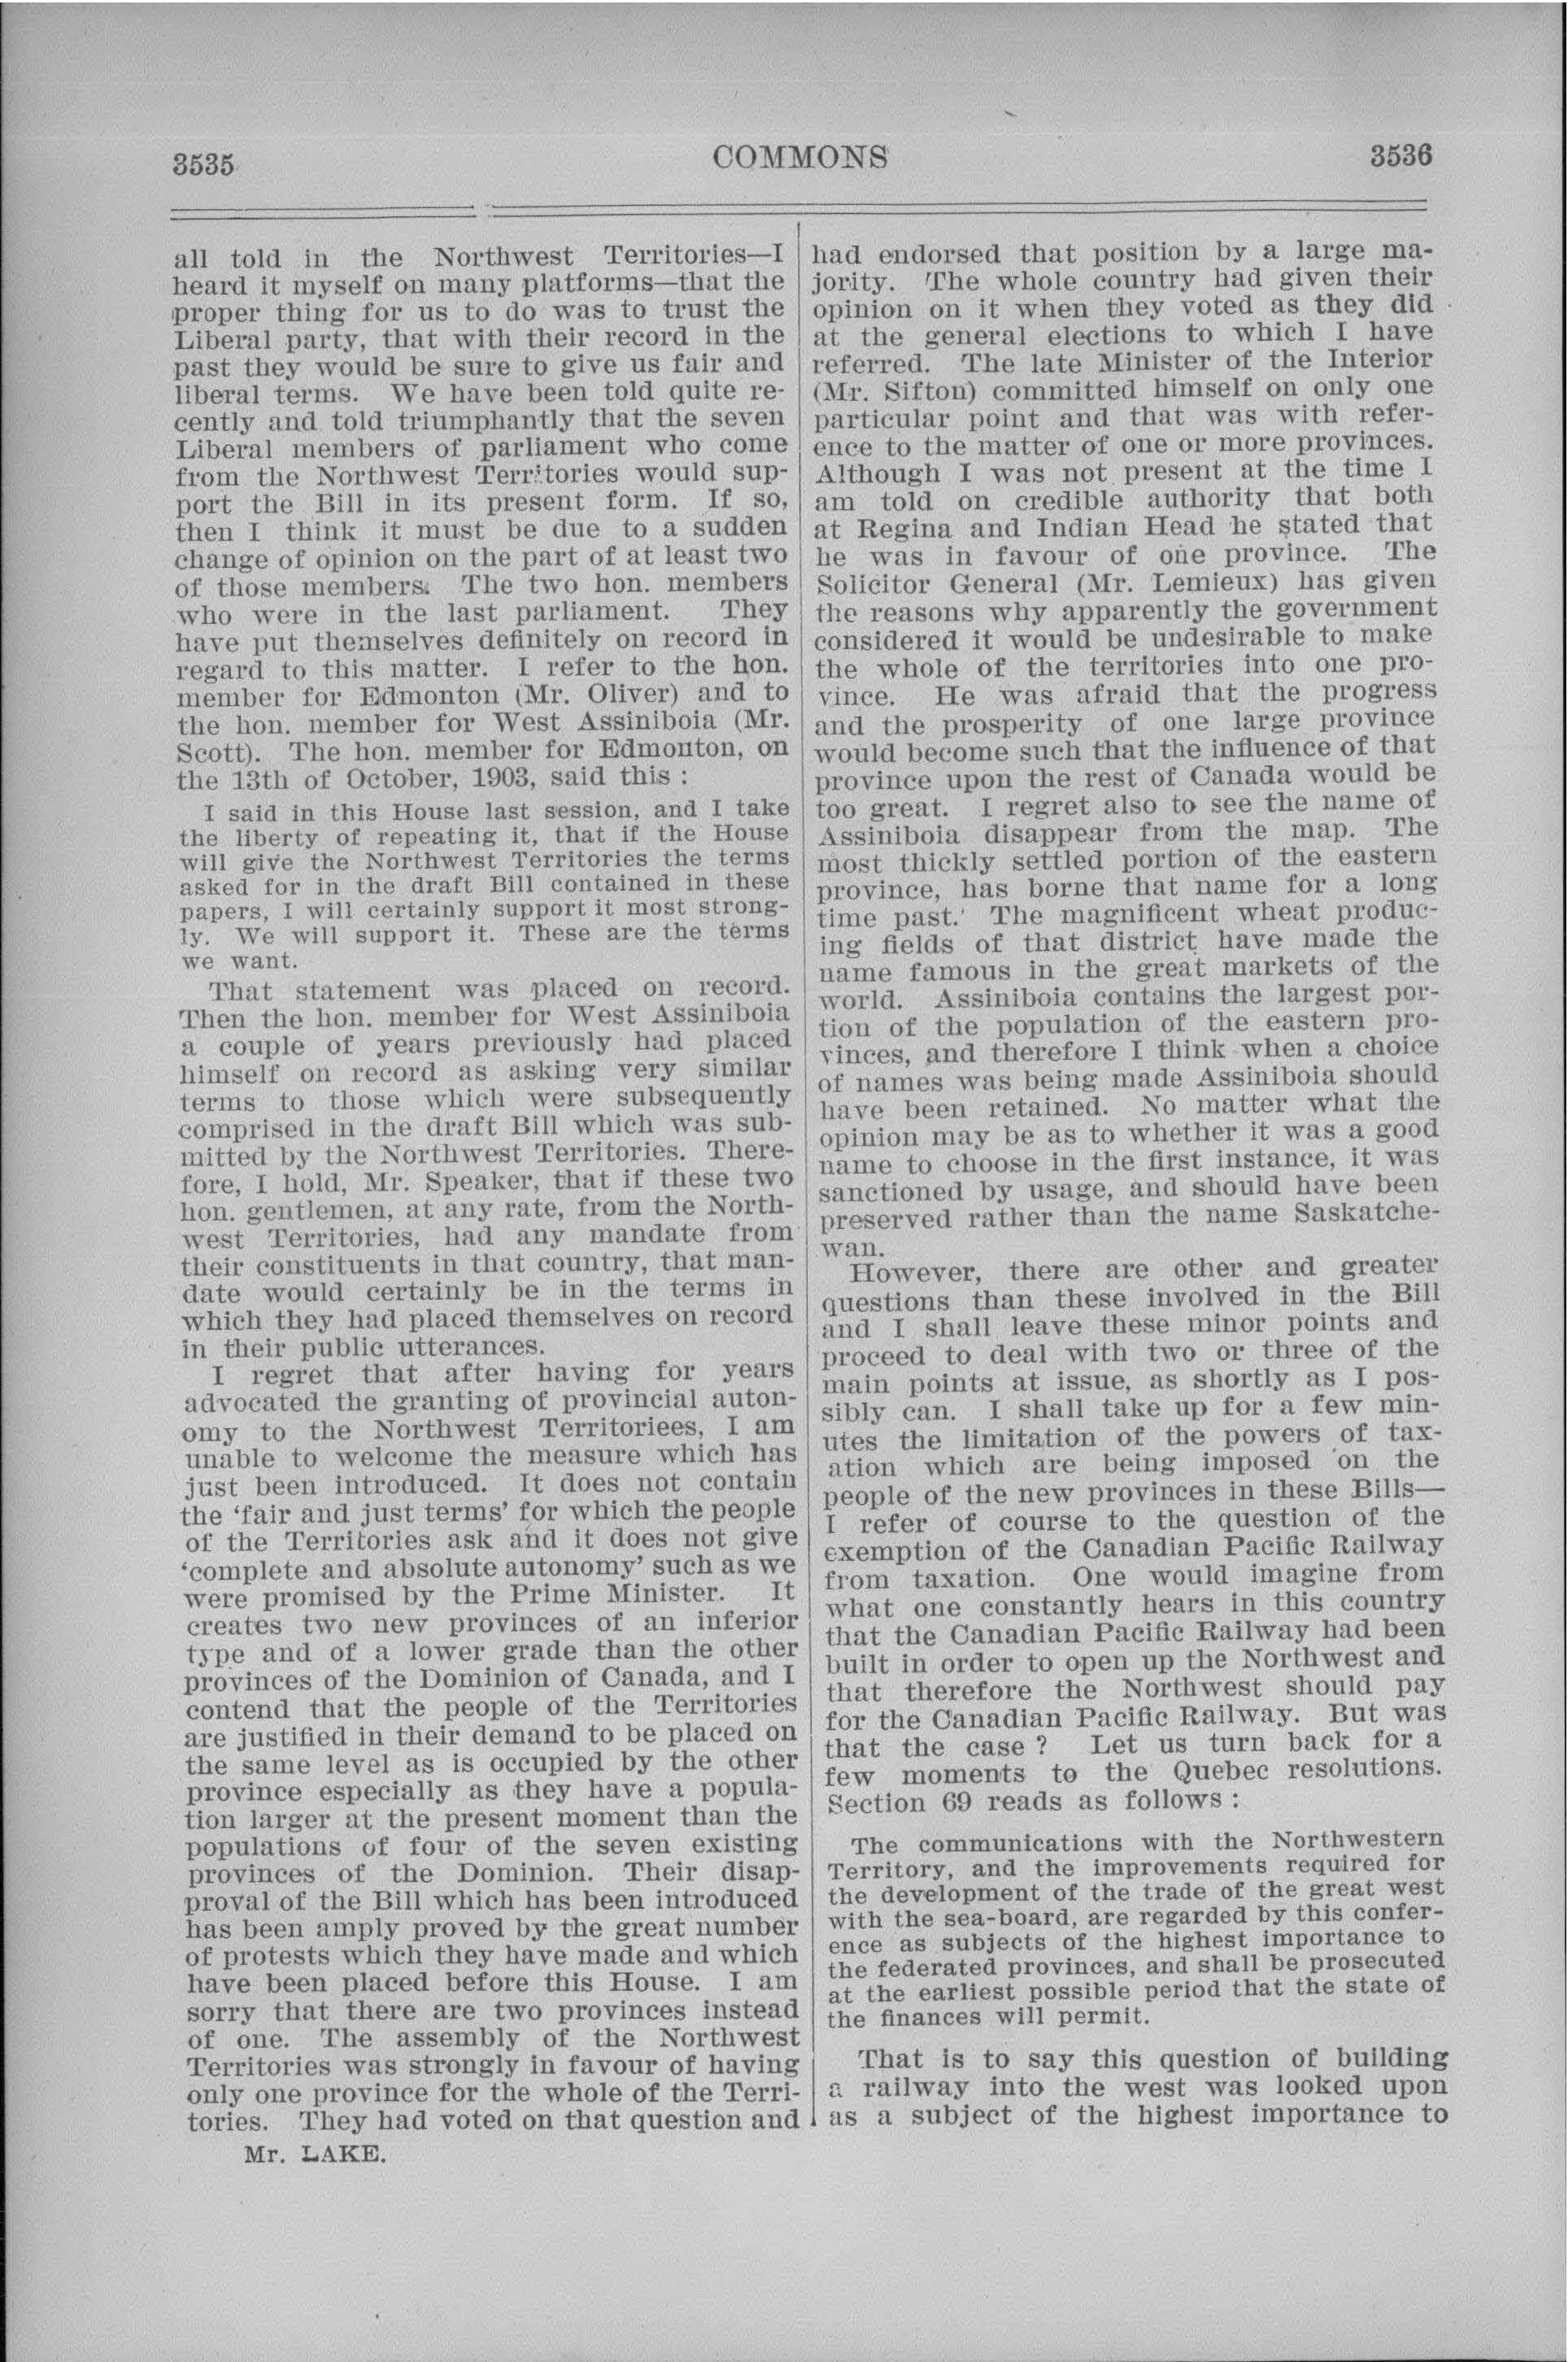 3535
COMMONS
3536
all told in the Northwest Territories—I
heard it myself on many platforms—that the
proper thing for us to do was to trust the
Liberal party, that with their record in the
past they would be sure to give us fair and
liberal terms. We have been told quite re-
cently and told triumphantly that the seven
Liberal members of parliament who come
from the Northwest Territories would sup-
port the Bill in its present form. If so,
then I think it must be due to a sudden
change of opinion on the part of at least two
of those members. The two hon. members
who were in the last parliament. They
have put themselves definitely on record in
regard to this matter. I refer to the hon.
member for Edmonton (Mr. Oliver) and to
the hon. member for West Assiniboia (Mr.
Scott). The hon. member for Edmonton, on
the 13th of October, 1903, said this :
I said in this House last session, and I take
the liberty of repeating it, that if the House
will give the Northwest Territories the terms
asked for in the draft Bill contained in these
papers, I will certainly support it most strong-
ly. We will support it. These are the terms
we want.
That statement was placed on record.
Then the hon. member for West Assiniboia
a couple of years previously had placed
himself on record as asking very similar
terms to those which were subsequently
comprised in the draft Bill which was sub-
mitted by the Northwest Territories. There-
fore, I hold, Mr. Speaker, that if these two
hon. gentlemen, at any rate, from the North-
west Territories, had any mandate from
their constituents in that country, that man-
date would certainly be in the terms in
which they had placed themselves on record
in their public utterances.
I regret that after having for years
advocated the granting of provincial auton-
omy to the Northwest Territoriees, I am
unable to welcome the measure which has
just been introduced. It does not contain
the ‘fair and just terms’ for which the people
of the Territories ask and it does not give
‘complete and absolute autonomy’ such as we
were promised by the Prime Minister. It
creates two new provinces of an inferior
type and of a lower grade than the other
provinces of the Dominion of Canada, and I
contend that the people of the Territories
are justified in their demand to be placed on
the same level as is occupied by the other
province especially as they have a popula-
tion larger at the present moment than the
populations of four of the seven existing
provinces of the Dominion. Their disap-
proval of the Bill which has been introduced
has been amply proved by the great number
of protests which they have made and which
have been placed before this House. I am
sorry that there are two provinces instead
of one. The assembly of the Northwest
Territories was strongly in favour of having
only one province for the whole of the Terri-
tories. They had voted on that question and
Mr. LAKE.
had endorsed that position by a large ma-
jority. The whole country had given their
opinion on it when they voted as they did
at the general elections to which I have
referred. The late Minister of the Interior
(Mr. Sifton) committed himself on only one
particular point and that was with refer-
ence to the matter of one or more provinces.
Although I was not present at the time I
am told on credible authority that both
at Regina and Indian Head he stated that
he was in favour of one province. The
Solicitor General (Mr. Lemieux) has given
the reasons why apparently the government
considered it would be undesirable to make
the whole of the territories into one pro-
vince. He was afraid that the progress
and the prosperity of one large province
would become such that the influence of that
province upon the rest of Canada would be
too great. I regret also to see the name of
Assiniboia disappear from the map. The
most thickly settled portion of the eastern
province, has borne that name for a long
time past. The magnificent wheat produc-
ing fields of that district have made the
name famous in the great markets of the
world. Assiniboia contains the largest por-
tion of the population of the eastern pro-
vinces, and therefore I think when a choice
of names was being made Assiniboia should
have been retained. No matter what the
opinion may be as to whether it was a good
name to choose in the first instance, it was
sanctioned by usage, and should have been
preserved rather than the name Saskatche-
wan.
However, there are other and greater
questions than these involved in the Bill
and I shall leave these minor points and
proceed to deal with two or three of the
main points at issue, as shortly as I pos-
sibly can. I shall take up for a few min-
utes the limitation of the powers of tax-
ation which are being imposed on the
people of the new provinces in these Bills—
I refer of course to the question of the
exemption of the Canadian Pacific Railway
from taxation. One would imagine from
what one constantly hears in this country
that the Canadian Pacific Railway had been
built in order to open up the Northwest and
that therefore the Northwest should pay
for the Canadian Pacific Railway. But was
that the case ? Let us turn back for a
few moments to the Quebec resolutions.
Section 69 reads as follows :
The communications with the Northwestern
Territory, and the improvements required for
the development of the trade of the great west
with the sea-board, are regarded by this confer-
ence as subjects of the highest importance to
the federated provinces, and shall be prosecuted
at the earliest possible period that the state of
the finances will permit.
That is to say this question of building
a railway into the west was looked upon
as a subject of the highest importance to